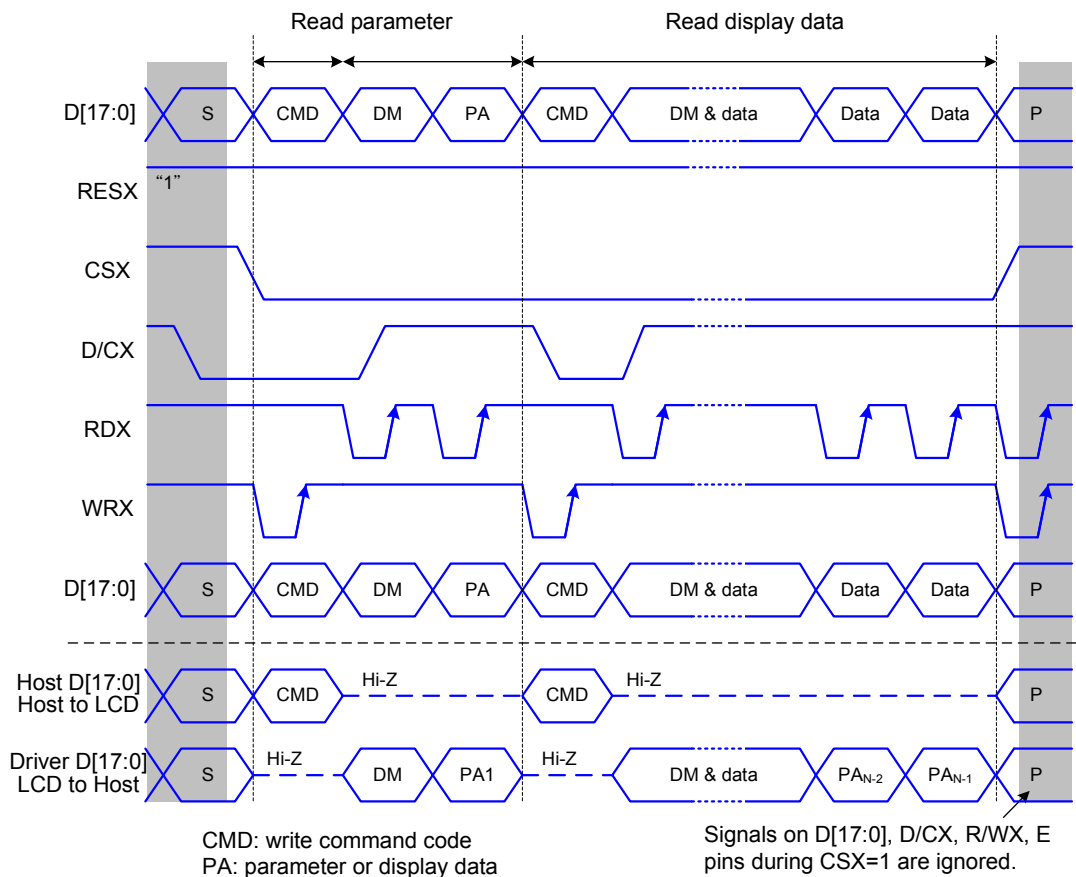 Read parameter Read display data
D[17:0] S CMD DM PA CMD DM & data Data Data P
"1"
RESX
CSX
D/CX
RDX
WRX
D[17:0] S CMD DM PA CMD DM & data Data Data P
Host D[17:0] S CMD Hi-Z CMD Hi-Z P
Host to LCD
Driver D[17:0] S Hi-Z DM PA1 Hi-Z DM & data PAN-2 PAN-1 P
LCD to Host
CMD: write command code
PA: parameter or display data
Signals on D[17:0], D/CX, R/WX, E
pins during CSX=1 are ignored.